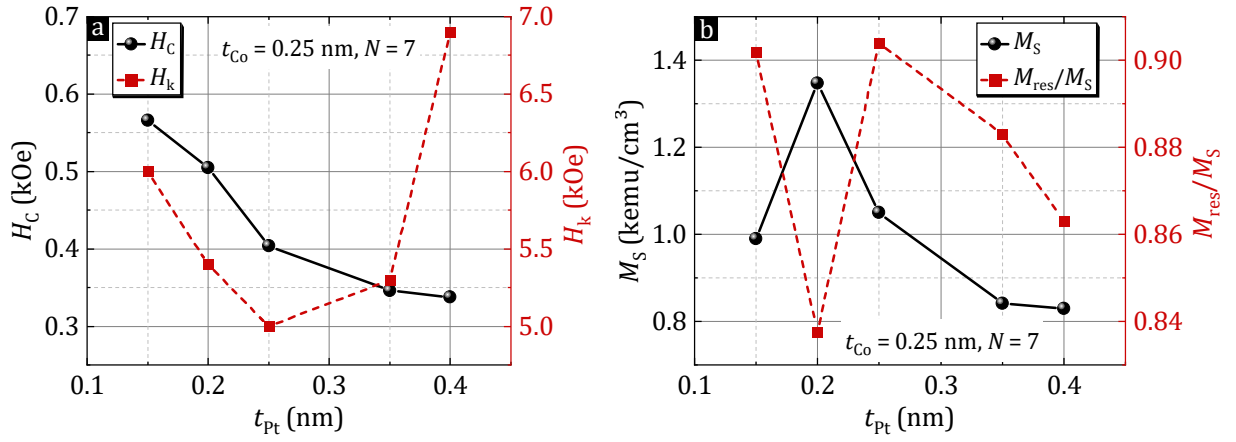 a
H_C
H_k
t_Co = 0.25 nm, N = 7
0.7
0.6
0.5
0.4
0.3
H_C (kOe)
7.0
6.5
6.0
5.5
5.0
H_k (kOe)
0.1
0.2
0.3
0.4
t_Pt (nm)
b
M_S
M_res/M_S
t_Co = 0.25 nm, N = 7
1.4
1.2
1.0
0.8
M_S (kemu/cm³)
0.90
0.88
0.86
0.84
M_res/M_S
0.1
0.2
0.3
0.4
t_Pt (nm)